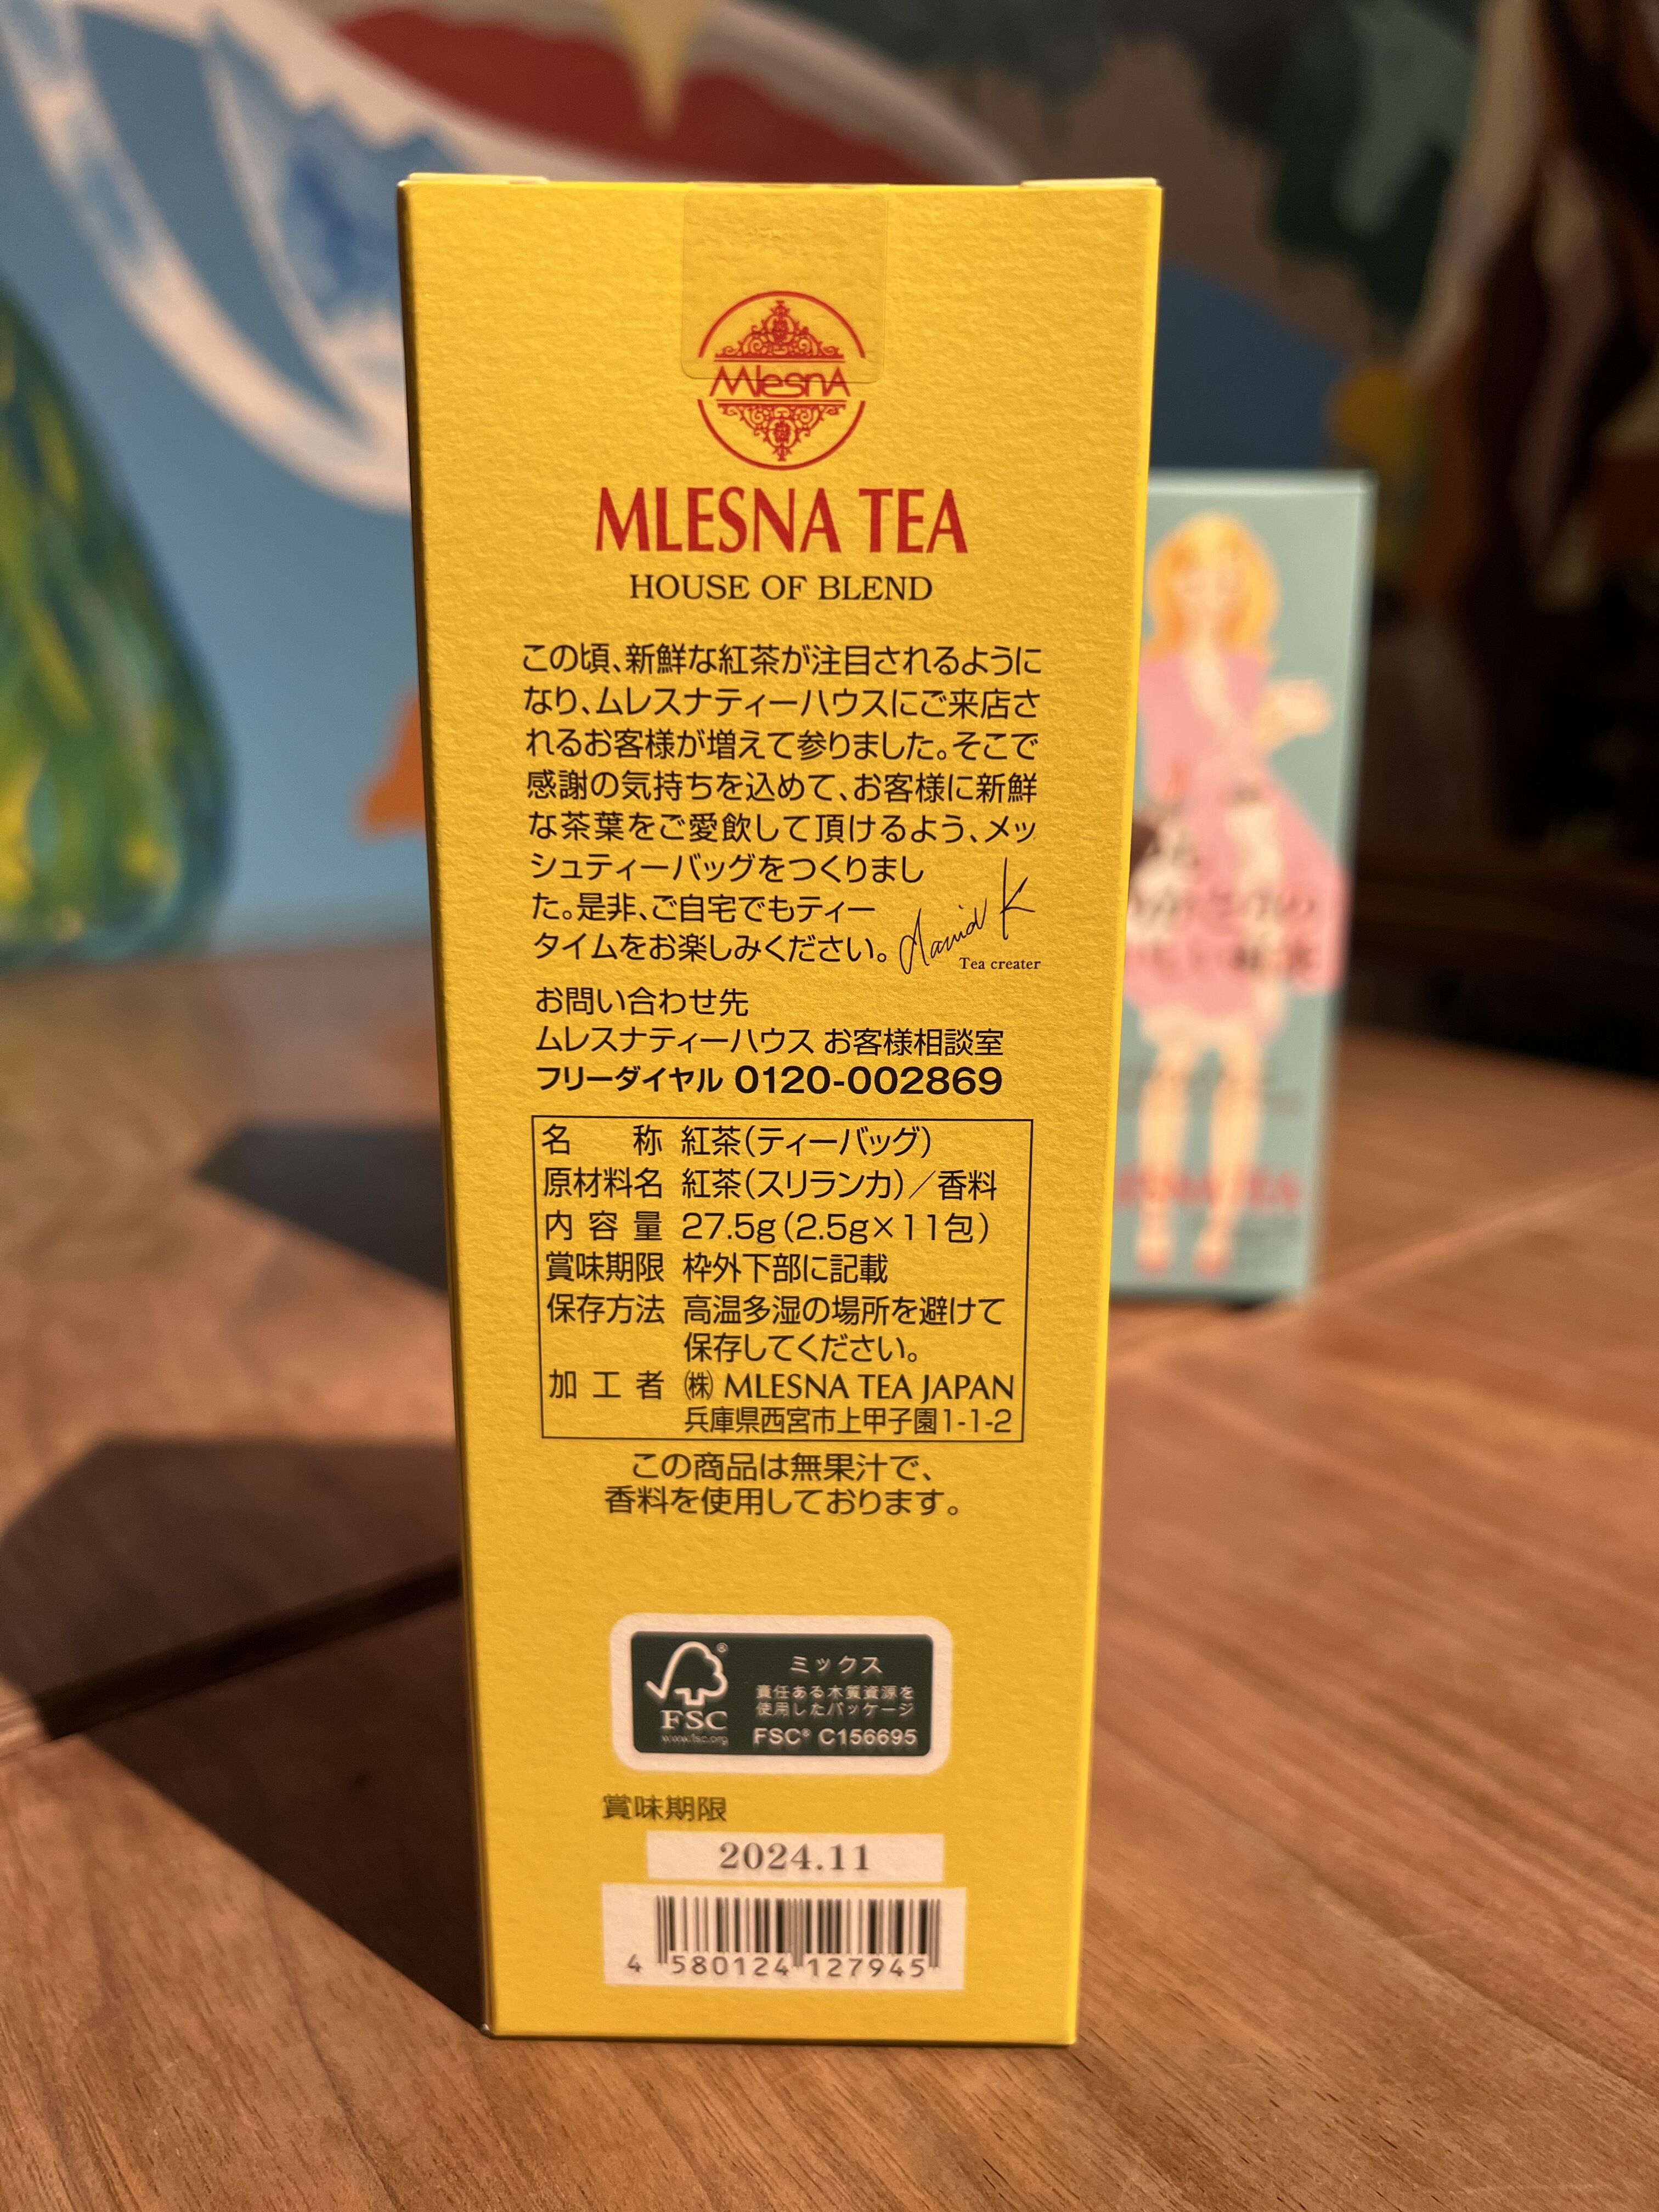 MlesnA
MLESNA TEA
HOUSE OF BLEND
この頃、新鮮な紅茶が注目されるように
なり、ムレスナティーハウスにご来店さ
れるお客様が増えて参りました。そこで
感謝の気持ちを込めて、お客様に新鮮
な茶葉をご愛飲して頂けるよう、メッ
シュティーバッグをつくりまし
た。是非、ご自宅でもティー
タイムをお楽しみください。
David K
Tea creater
お問い合わせ先
ムレスナティーハウス お客様相談室
フリーダイヤル 0120-002869
名称 紅茶(ティーバッグ)
原材料名 紅茶(スリランカ)／香料
内容量 27.5g(2.5g×11包)
賞味期限 枠外下部に記載
保存方法 高温多湿の場所を避けて
保存してください。
加工者 ㈱ MLESNA TEA JAPAN
兵庫県西宮市上甲子園1-1-2
この商品は無果汁で、
香料を使用しております。
FSC
www.fsc.org
ミックス
責任ある木質資源を
使用したパッケージ
FSC® C156695
賞味期限
2024.11
4 580124 127945